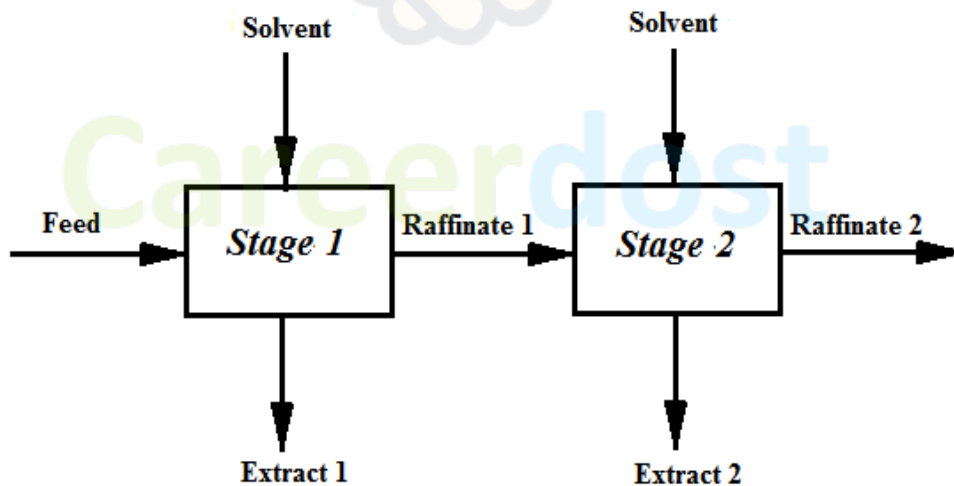 Solvent
Solvent
Careerdost
Feed
Stage 1
Raffinate 1
Stage 2
Raffinate 2
Extract 1
Extract 2